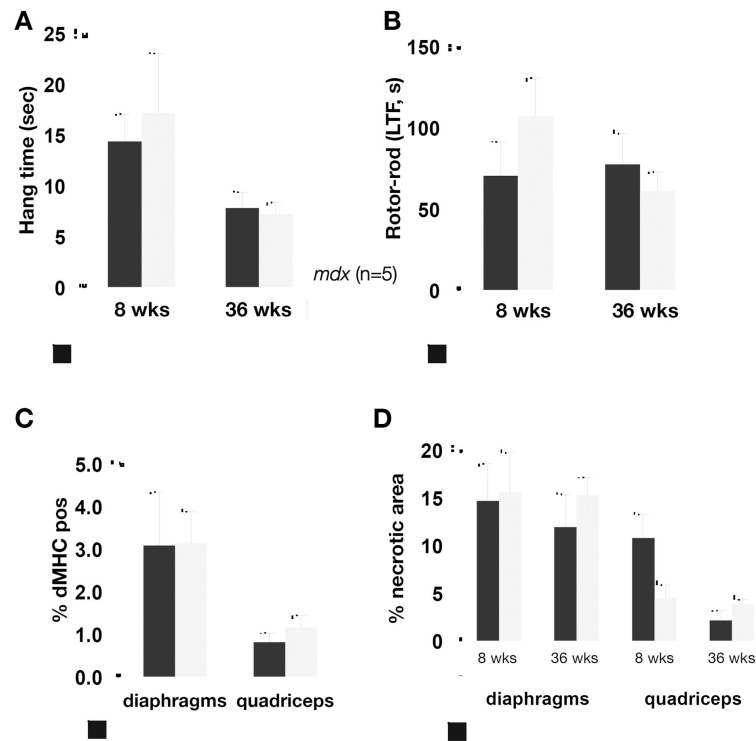 A
Hang time (sec)
25
20
15
10
5
0
8 wks
36 wks
mdx (n=5)
B
Rotor-rod (LTF, s)
150
100
50
0
8 wks
36 wks
C
% dMHC pos
5.0
4.0
3.0
2.0
1.0
0.0
diaphragms
quadriceps
D
% necrotic area
20
15
10
5
0
8 wks
36 wks
8 wks
36 wks
diaphragms
quadriceps